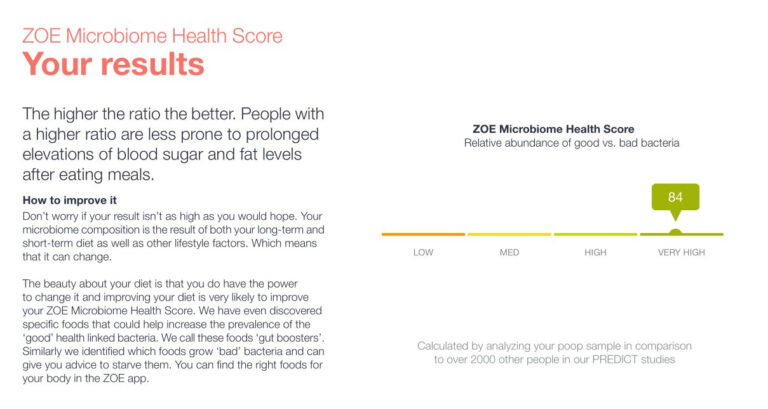 ZOE Microbiome Health Score
Your results
The higher the ratio the better. People with
a higher ratio are less prone to prolonged
elevations of blood sugar and fat levels
after eating meals.
How to improve it
Don't worry if your result isn't as high as you would hope. Your
microbiome composition is the result of both your long-term and
short-term diet as well as other lifestyle factors. Which means
that it can change.
The beauty about your diet is that you do have the power
to change it and improving your diet is very likely to improve
your ZOE Microbiome Health Score. We have even discovered
specific foods that could help increase the prevalence of the
'good' health linked bacteria. We call these foods 'gut boosters'.
Similarly we identified which foods grow 'bad' bacteria and can
give you advice to starve them. You can find the right foods for
your body in the ZOE app.
ZOE Microbiome Health Score
Relative abundance of good vs. bad bacteria
84
LOW MED HIGH VERY HIGH
Calculated by analyzing your poop sample in comparison
to over 2000 other people in our PREDICT studies